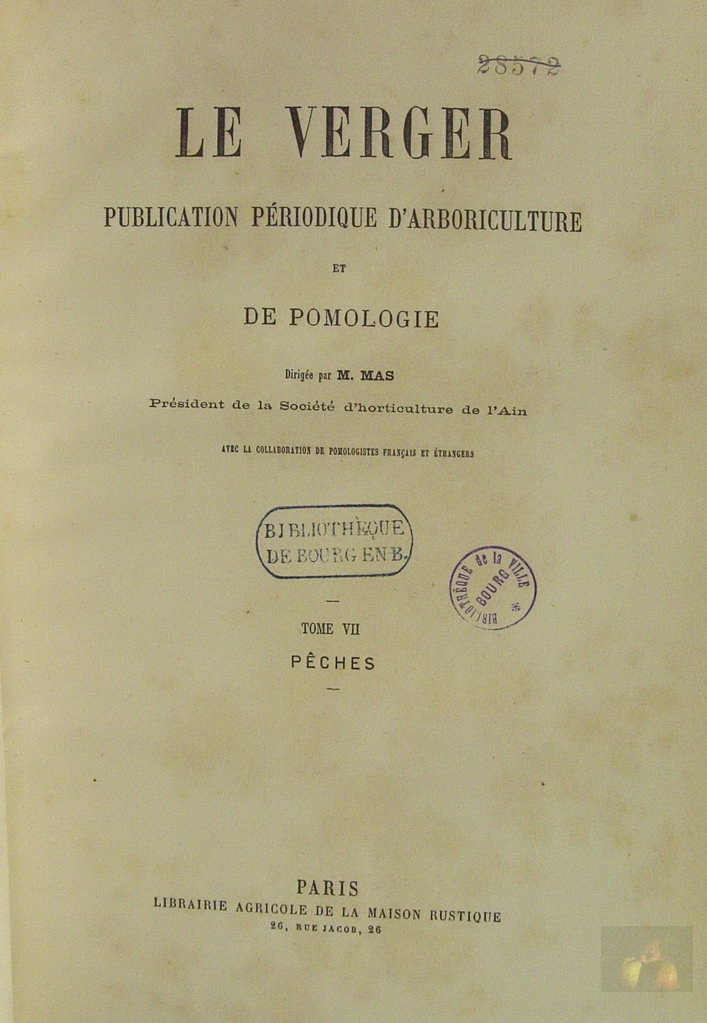 28572
LE VERGER
PUBLICATION PÉRIODIQUE D'ARBORICULTURE
ET
DE POMOLOGIE
Dirigée par M. MAS
Président de la Société d'horticulture de l'Ain
AVEC LA COLLABORATION DE POMOLOGISTES FRANÇAIS ET ÉTRANGERS
BIBLIOTHÈQUE
DE BOURG EN B.
BIBLIOTHÈQUE de la VILLE
BOURG
*
TOME VII
PÊCHES
PARIS
LIBRAIRIE AGRICOLE DE LA MAISON RUSTIQUE
26, RUE JACOB, 26